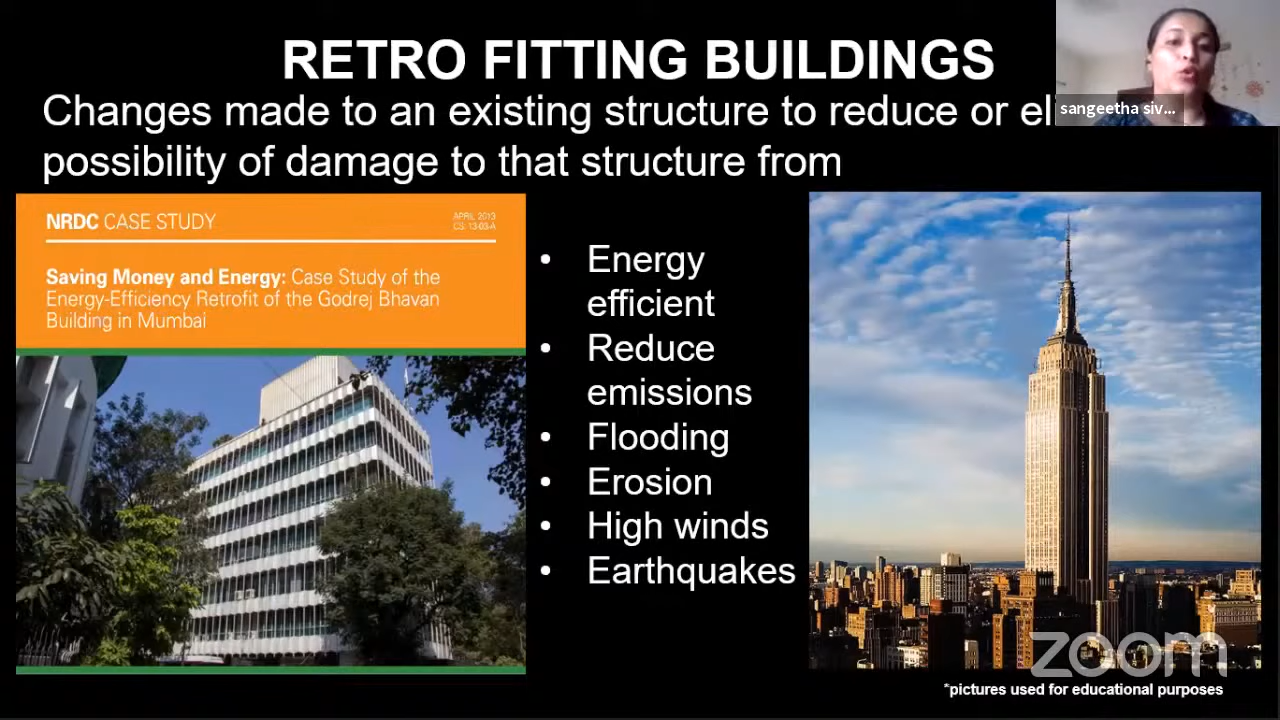 RETRO FITTING BUILDINGS
Changes made to an existing structure to reduce or eli
possibility of damage to that structure from
sangeetha siv...
NRDC CASE STUDY
APRIL 2013
CS: 13-03-A
Saving Money and Energy: Case Study of the
Energy-Efficiency Retrofit of the Godrej Bhavan
Building in Mumbai
• Energy
efficient
• Reduce
emissions
• Flooding
• Erosion
• High winds
• Earthquakes
zoom
*pictures used for educational purposes